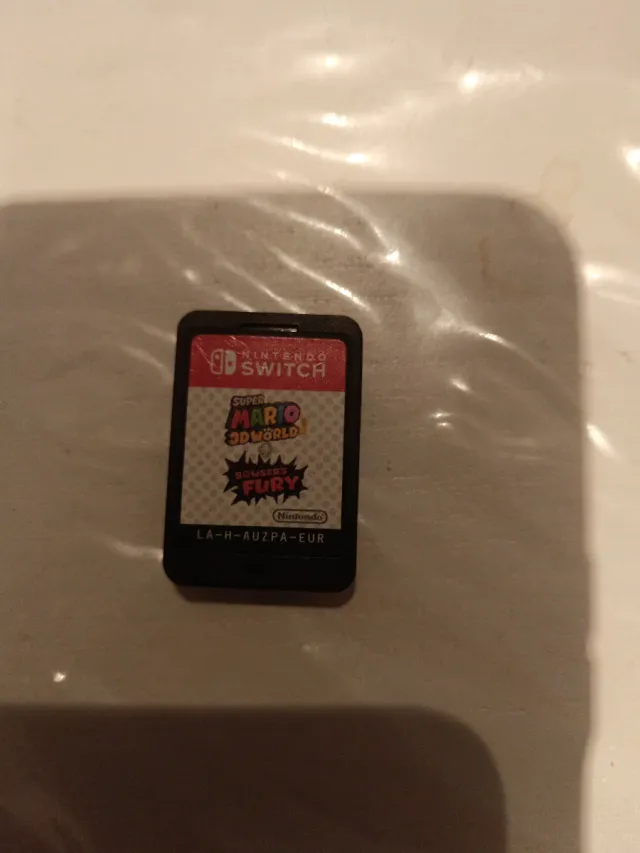 NINTENDO
SWITCH
SUPER
MARIO
3D WORLD
BOWSER'S
FURY
Nintendo
LA-H-AUZPA-EUR